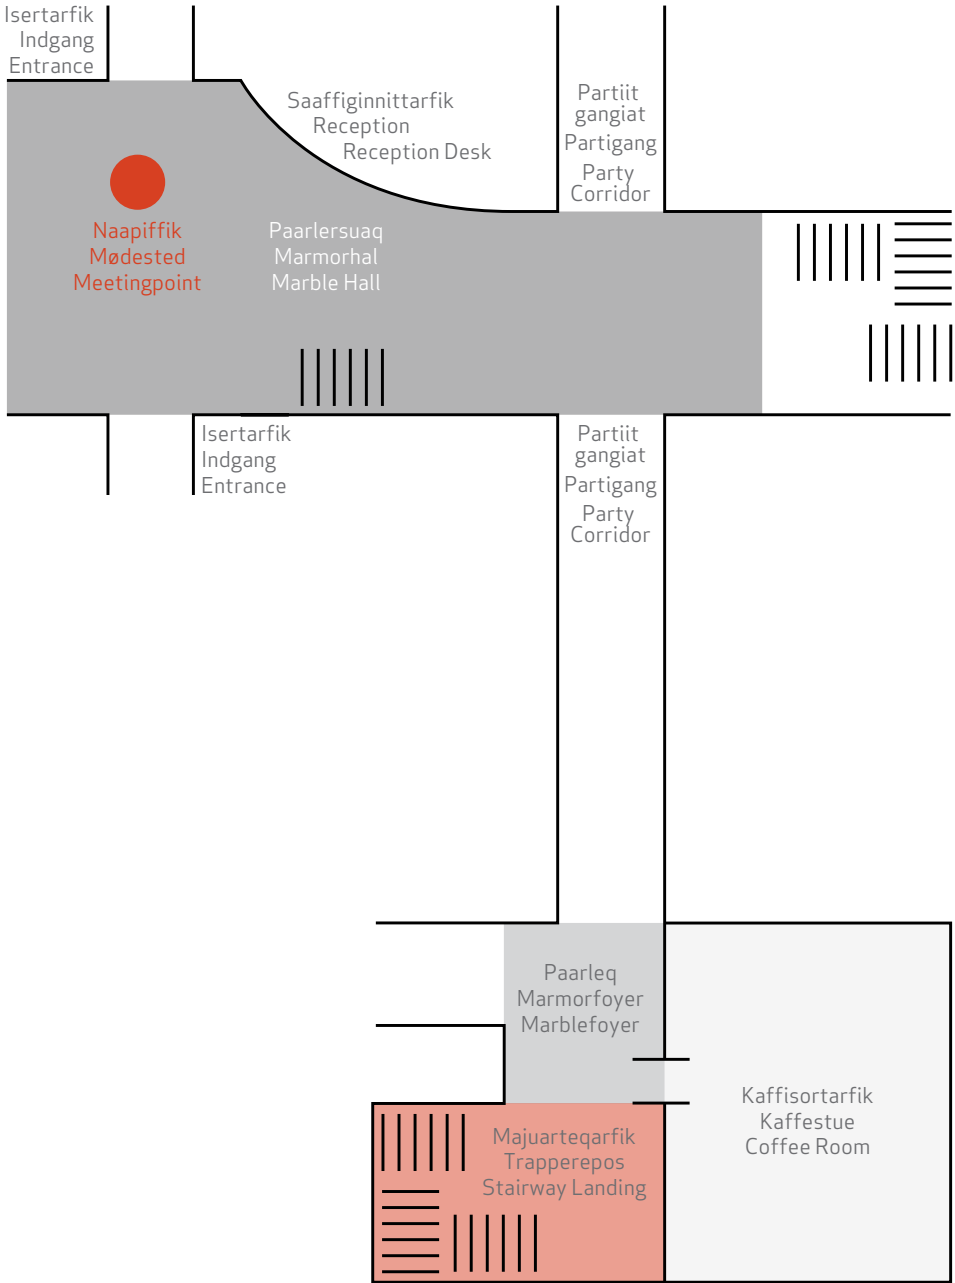 Isertarfik
Indgang
Entrance
Saaffiginnittarfik
Reception
Reception Desk
Partiit
gangiat
Partigang
Party
Corridor
Naapiffik
Mødested
Meetingpoint
Paarlersuaq
Marmorhal
Marble Hall
Isertarfik
Indgang
Entrance
Partiit
gangiat
Partigang
Party
Corridor
Paarleq
Marmorfoyer
Marblefoyer
Kaffisortarfik
Kaffestue
Coffee Room
Majuarteqarfik
Trapperepos
Stairway Landing